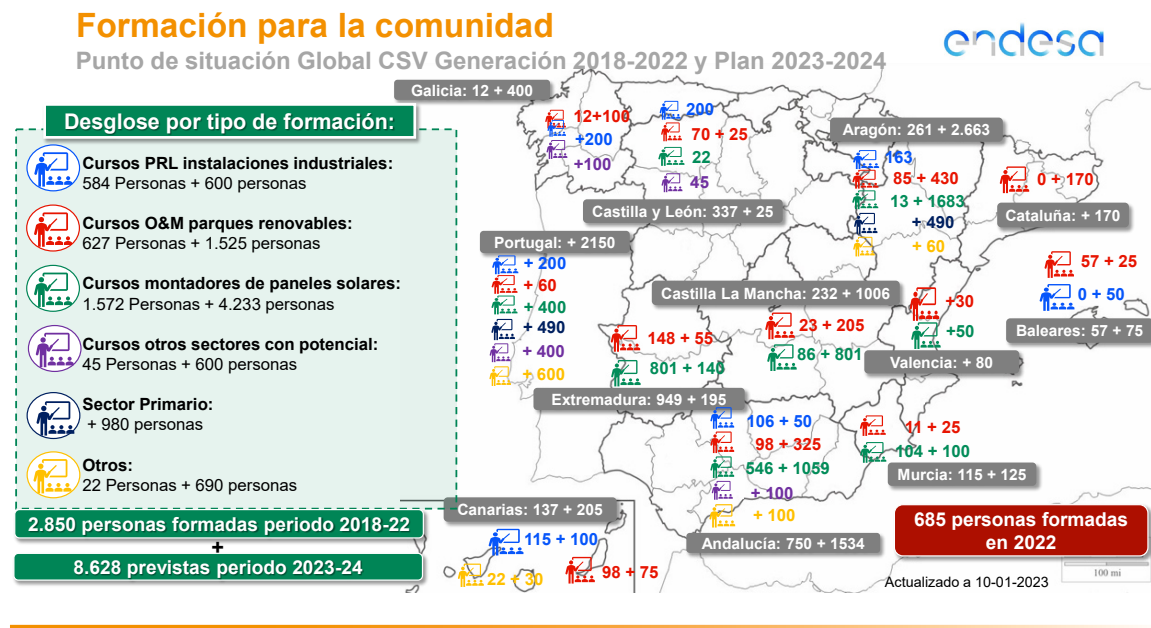 Formación para la comunidad
Punto de situación Global CSV Generación 2018-2022 y Plan 2023-2024
endesa
Desglose por tipo de formación:
Cursos PRL instalaciones industriales:
584 Personas + 600 personas
Cursos O&M parques renovables:
627 Personas + 1.525 personas
Cursos montadores de paneles solares:
1.572 Personas + 4.233 personas
Cursos otros sectores con potencial:
45 Personas + 600 personas
Sector Primario:
+ 980 personas
Otros:
22 Personas + 690 personas
2.850 personas formadas periodo 2018-22
+
8.628 previstas periodo 2023-24
Galicia: 12 + 400
12+100
+200
+100
200
70 + 25
22
45
Castilla y León: 337 + 25
Aragón: 261 + 2.663
163
85 + 430
13 + 1683
+ 490
+ 60
0 + 170
Cataluña: + 170
Portugal: + 2150
+ 200
+ 60
+ 400
+ 490
+ 400
+ 600
57 + 25
0 + 50
Baleares: 57 + 75
Castilla La Mancha: 232 + 1006
23 + 205
86 + 801
+30
+50
Valencia: + 80
148 + 55
801 + 140
Extremadura: 949 + 195
106 + 50
98 + 325
546 + 1059
+ 100
+ 100
Andalucía: 750 + 1534
11 + 25
104 + 100
Murcia: 115 + 125
Canarias: 137 + 205
115 + 100
22 + 30
98 + 75
685 personas formadas
en 2022
Actualizado a 10-01-2023
100 mi